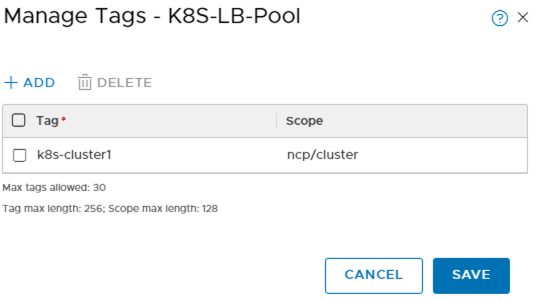 Manage Tags - K8S-LB-Pool
+ ADD DELETE
Tag * Scope
k8s-cluster1 ncp/cluster
Max tags allowed: 30
Tag max length: 256; Scope max length: 128
CANCEL SAVE